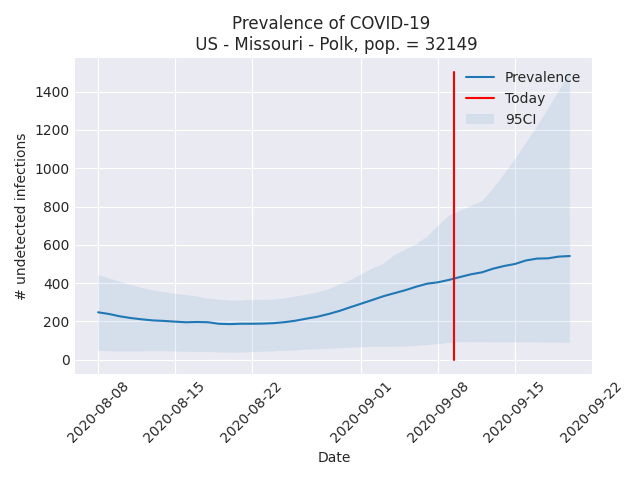 Prevalence of COVID-19
US - Missouri - Polk, pop. = 32149
Prevalence
Today
95CI
# undetected infections
1400
1200
1000
800
600
400
200
0
2020-08-08
2020-08-15
2020-08-22
2020-09-01
2020-09-08
2020-09-15
2020-09-22
Date